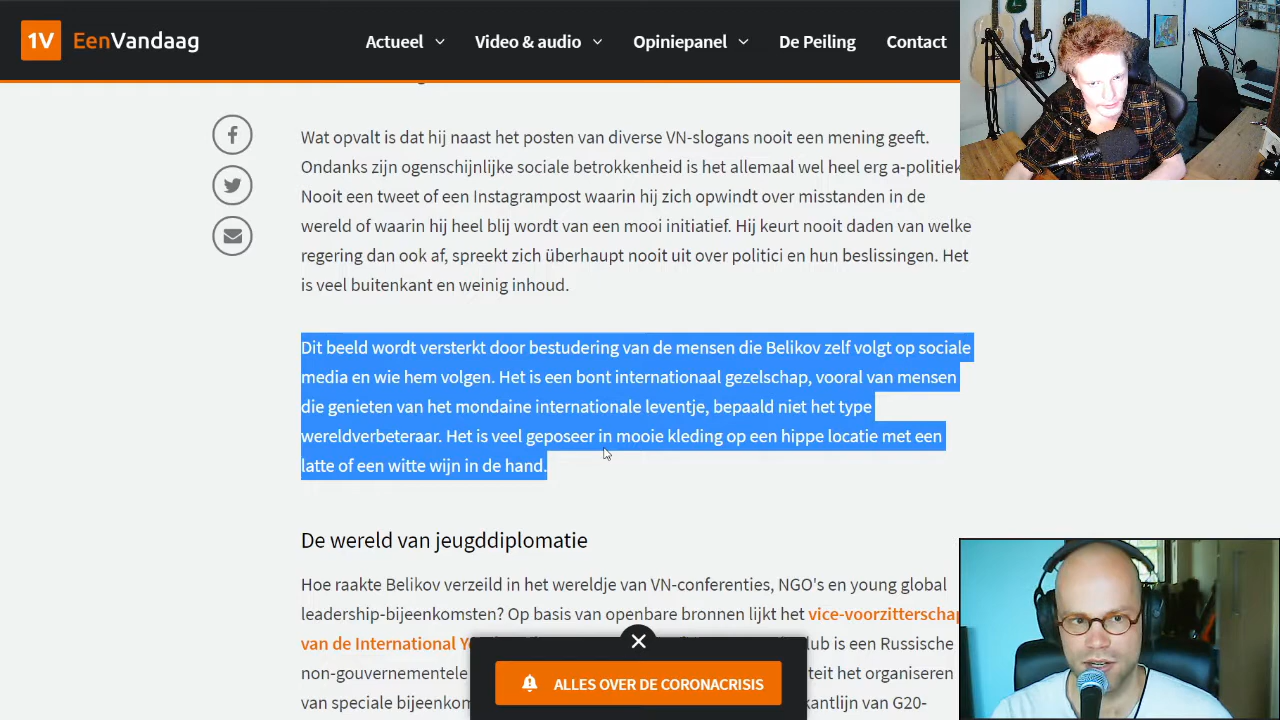 1V EenVandaag
Actueel Video & audio Opiniepanel De Peiling Contact
Wat opvalt is dat hij naast het posten van diverse VN-slogans nooit een mening geeft.
Ondanks zijn ogenschijnlijke sociale betrokkenheid is het allemaal wel heel erg a-politiek
Nooit een tweet of een Instagrampost waarin hij zich opwindt over misstanden in de
wereld of waarin hij heel blij wordt van een mooi initiatief. Hij keurt nooit daden van welke
regering dan ook af, spreekt zich überhaupt nooit uit over politici en hun beslissingen. Het
is veel buitenkant en weinig inhoud.
Dit beeld wordt versterkt door bestudering van de mensen die Belikov zelf volgt op sociale
media en wie hem volgen. Het is een bont internationaal gezelschap, vooral van mensen
die genieten van het mondaine internationale leventje, bepaald niet het type
wereldverbeteraar. Het is veel geposeer in mooie kleding op een hippe locatie met een
latte of een witte wijn in de hand.
De wereld van jeugddiplomatie
Hoe raakte Belikov verzeild in het wereldje van VN-conferenties, NGO's en young global
leadership-bijeenkomsten? Op basis van openbare bronnen lijkt het vice-voorzitterschap
van de International is een Russische
non-gouvernementele het organiseren
van speciale van G20-
ALLES OVER DE CORONACRISIS